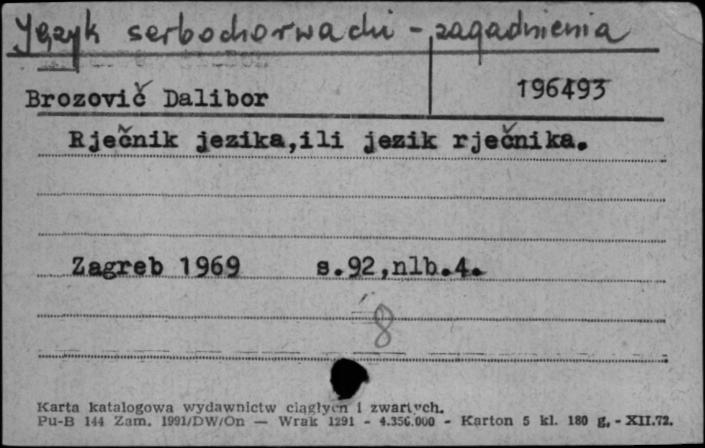 Język serbochorwacki - zagadnienia
Brozovič Dalibor
196493
Rječnik jezika,ili jezik rječnika.
Zagreb 1969 s.92,nlb.4.
8
Karta katalogowa wydawnictw ciągłych i zwartych.
Pu-B 144 Zam. 1991/DW/On — Wrak 1291 - 4.356.000 - Karton 5 kl. 180 g. - XII.72.